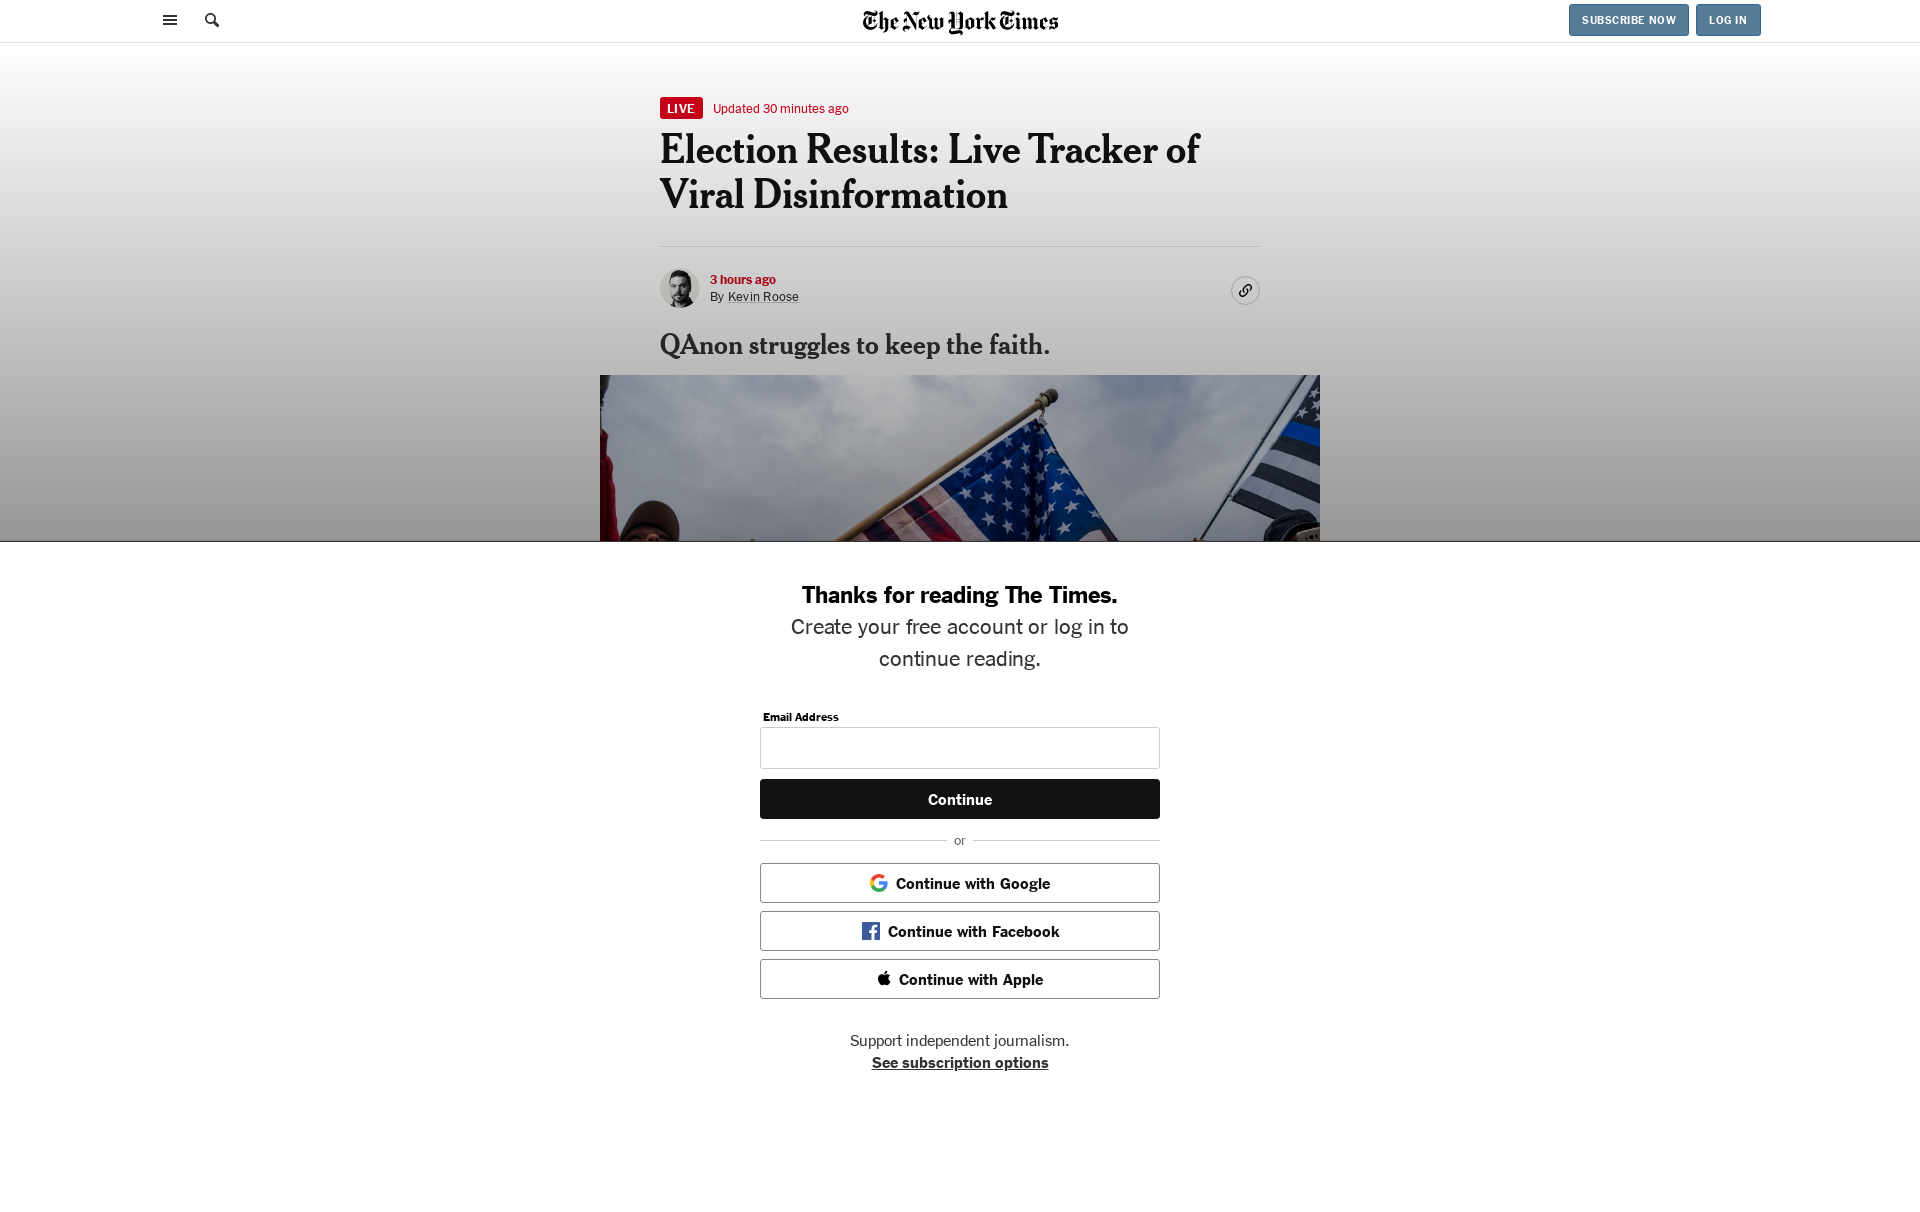 The New York Times
SUBSCRIBE NOW
LOG IN
LIVE
Updated 30 minutes ago
Election Results: Live Tracker of
Viral Disinformation
3 hours ago
By Kevin Roose
QAnon struggles to keep the faith.
Thanks for reading The Times.
Create your free account or log in to
continue reading.
Email Address
Continue
or
Continue with Google
Continue with Facebook
Continue with Apple
Support independent journalism.
See subscription options